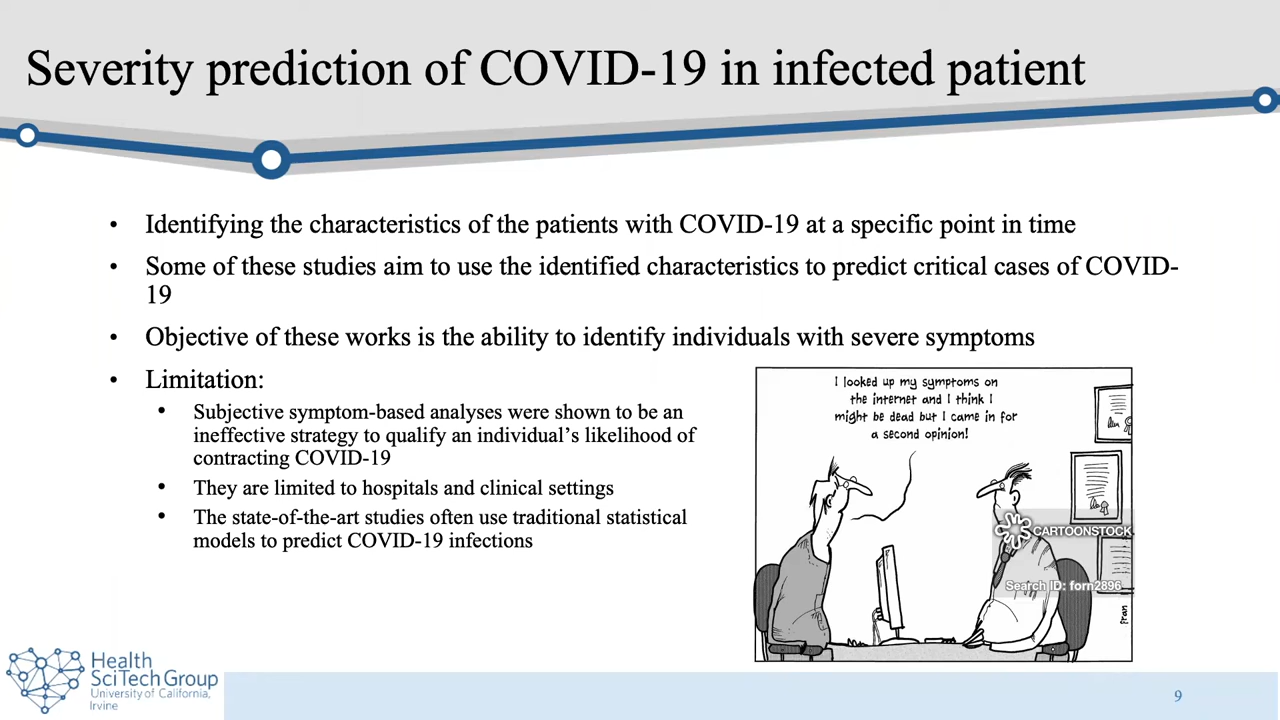 Severity prediction of COVID-19 in infected patient
• Identifying the characteristics of the patients with COVID-19 at a specific point in time
• Some of these studies aim to use the identified characteristics to predict critical cases of COVID-
19
• Objective of these works is the ability to identify individuals with severe symptoms
• Limitation:
• Subjective symptom-based analyses were shown to be an
ineffective strategy to qualify an individual's likelihood of
contracting COVID-19
• They are limited to hospitals and clinical settings
• The state-of-the-art studies often use traditional statistical
models to predict COVID-19 infections
I looked up my symptoms on
the internet and I think I
might be dead but I came in for
a second opinion!
CARTOONSTOCK
Search ID: forn2896
fran
Health
SciTech Group
University of California,
Irvine
9